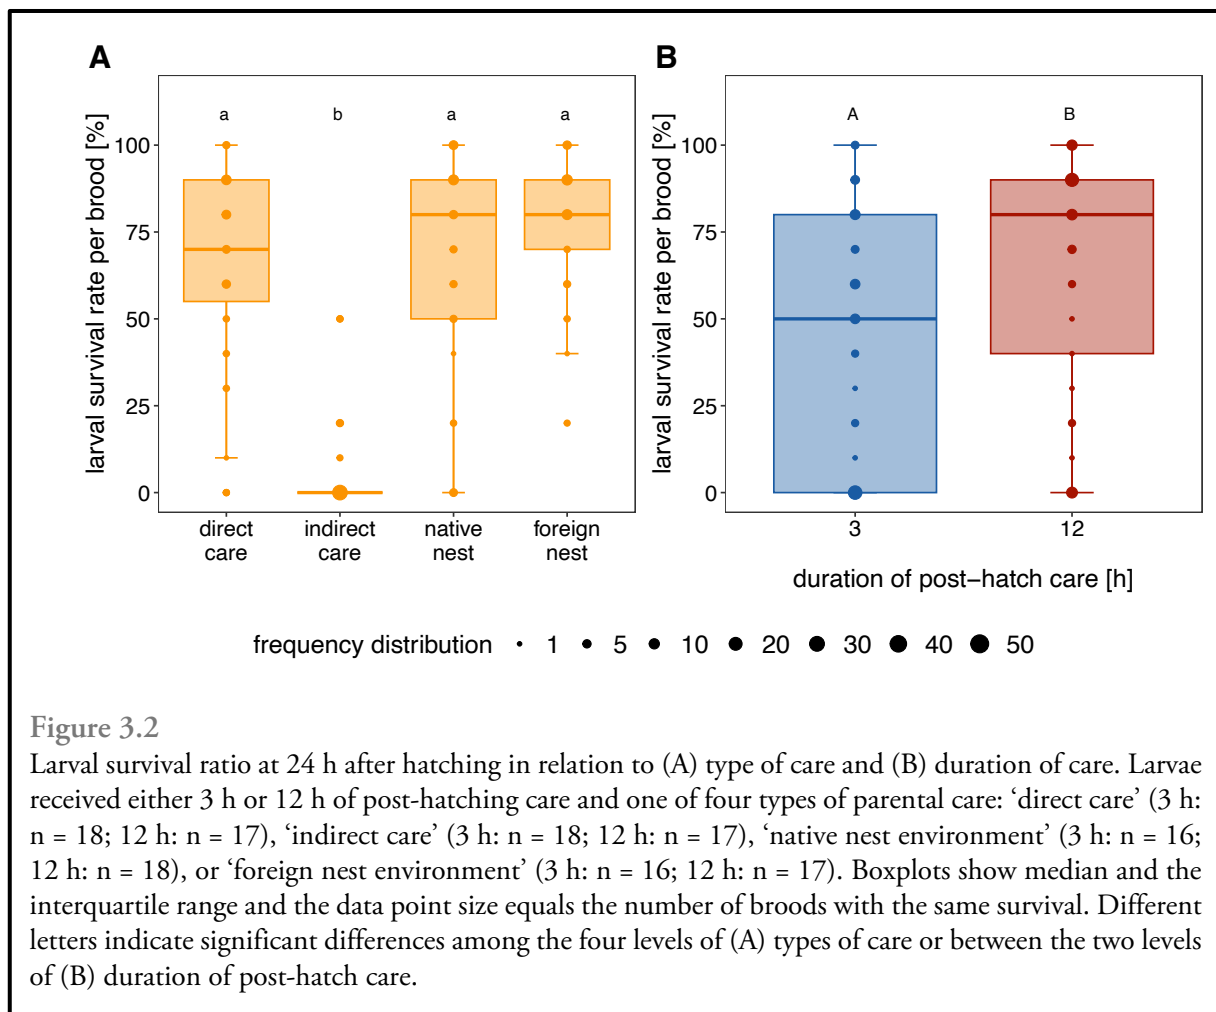 A
B
larval survival rate per brood [%]
a
b
a
a
100
75
50
25
0
direct care
indirect care
native nest
foreign nest
larval survival rate per brood [%]
A
B
100
75
50
25
0
3
12
duration of post−hatch care [h]
frequency distribution 1 5 10 20 30 40 50
Figure 3.2
Larval survival ratio at 24 h after hatching in relation to (A) type of care and (B) duration of care. Larvae
received either 3 h or 12 h of post-hatching care and one of four types of parental care: ‘direct care’ (3 h:
n = 18; 12 h: n = 17), ‘indirect care’ (3 h: n = 18; 12 h: n = 17), ‘native nest environment’ (3 h: n = 16;
12 h: n = 18), or ‘foreign nest environment’ (3 h: n = 16; 12 h: n = 17). Boxplots show median and the
interquartile range and the data point size equals the number of broods with the same survival. Different
letters indicate significant differences among the four levels of (A) types of care or between the two levels
of (B) duration of post-hatch care.